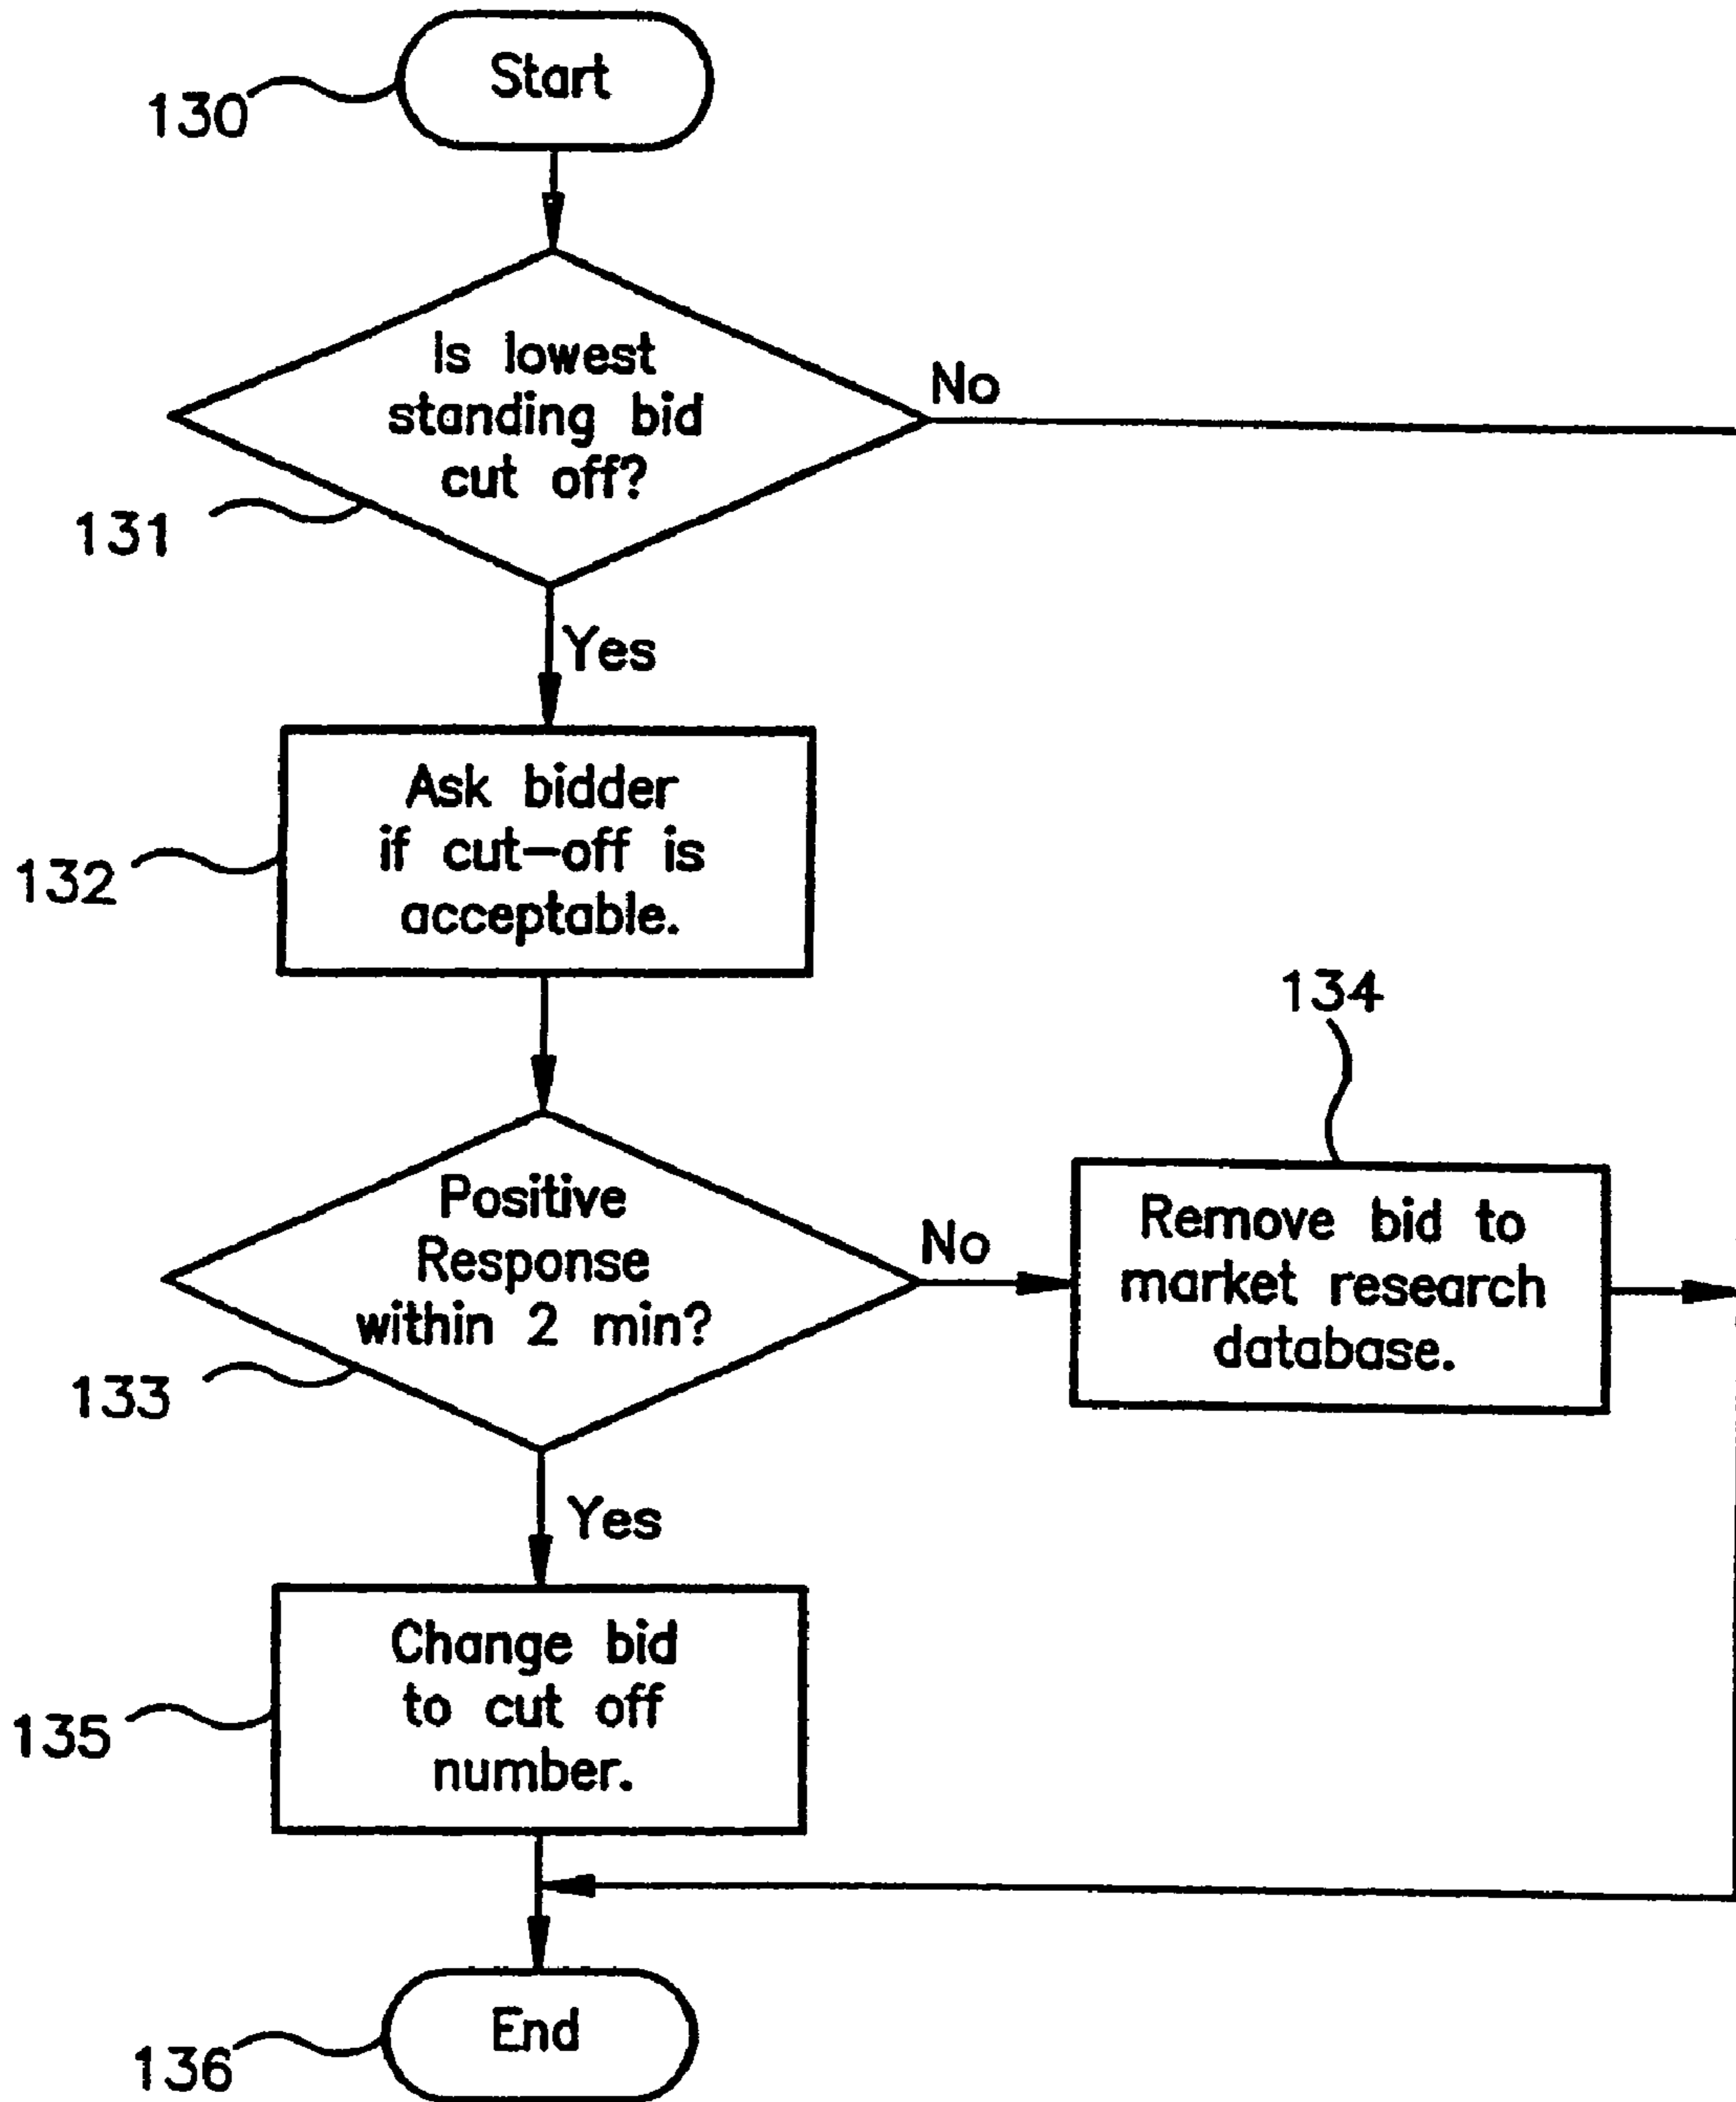 Start
130
Is lowest
standing bid
cut off?
No
131
Yes
Ask bidder
if cut-off is
acceptable.
132
134
Positive
Response
within 2 min?
No
Remove bid to
market research
database.
133
Yes
Change bid
to cut off
number.
135
End
136